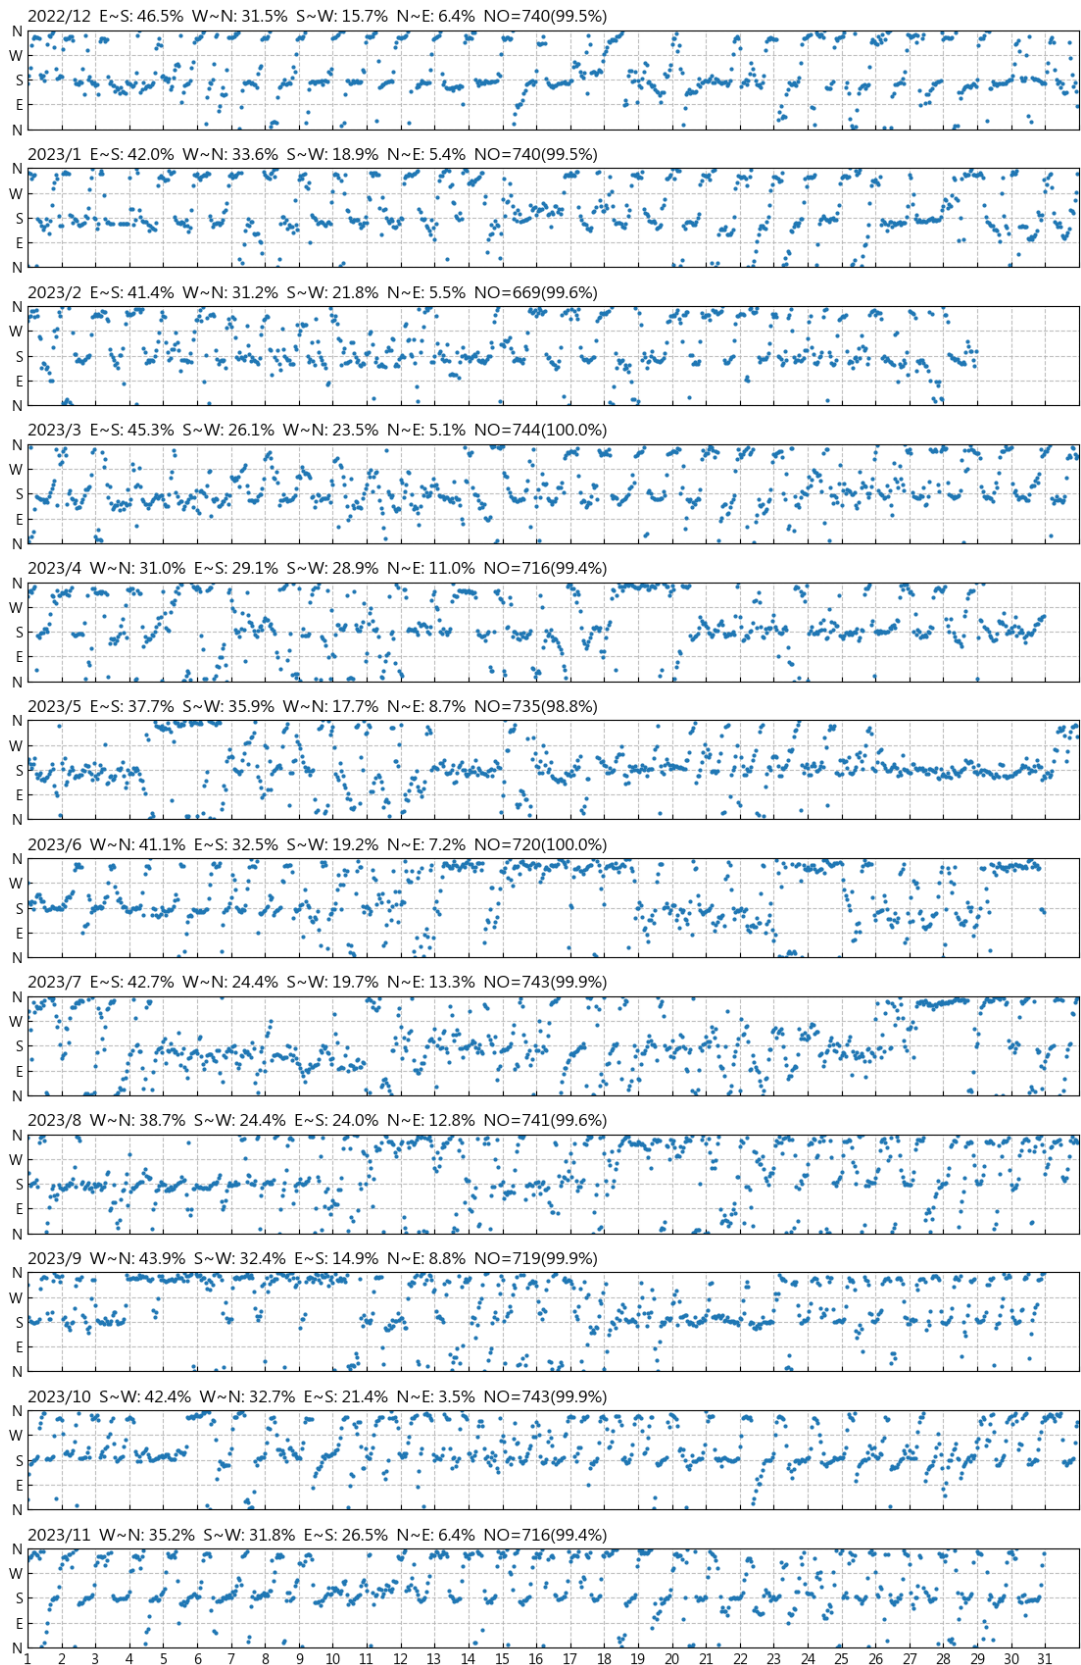 2022/12 E~S: 46.5% W~N: 31.5% S~W: 15.7% N~E: 6.4% NO=740(99.5%)
N
W
S
E
N
2023/1 E~S: 42.0% W~N: 33.6% S~W: 18.9% N~E: 5.4% NO=740(99.5%)
N
W
S
E
N
2023/2 E~S: 41.4% W~N: 31.2% S~W: 21.8% N~E: 5.5% NO=669(99.6%)
N
W
S
E
N
2023/3 E~S: 45.3% S~W: 26.1% W~N: 23.5% N~E: 5.1% NO=744(100.0%)
N
W
S
E
N
2023/4 W~N: 31.0% E~S: 29.1% S~W: 28.9% N~E: 11.0% NO=716(99.4%)
N
W
S
E
N
2023/5 E~S: 37.7% S~W: 35.9% W~N: 17.7% N~E: 8.7% NO=735(98.8%)
N
W
S
E
N
2023/6 W~N: 41.1% E~S: 32.5% S~W: 19.2% N~E: 7.2% NO=720(100.0%)
N
W
S
E
N
2023/7 E~S: 42.7% W~N: 24.4% S~W: 19.7% N~E: 13.3% NO=743(99.9%)
N
W
S
E
N
2023/8 W~N: 38.7% S~W: 24.4% E~S: 24.0% N~E: 12.8% NO=741(99.6%)
N
W
S
E
N
2023/9 W~N: 43.9% S~W: 32.4% E~S: 14.9% N~E: 8.8% NO=719(99.9%)
N
W
S
E
N
2023/10 S~W: 42.4% W~N: 32.7% E~S: 21.4% N~E: 3.5% NO=743(99.9%)
N
W
S
E
N
2023/11 W~N: 35.2% S~W: 31.8% E~S: 26.5% N~E: 6.4% NO=716(99.4%)
N
W
S
E
N
1 2 3 4 5 6 7 8 9 10 11 12 13 14 15 16 17 18 19 20 21 22 23 24 25 26 27 28 29 30 31